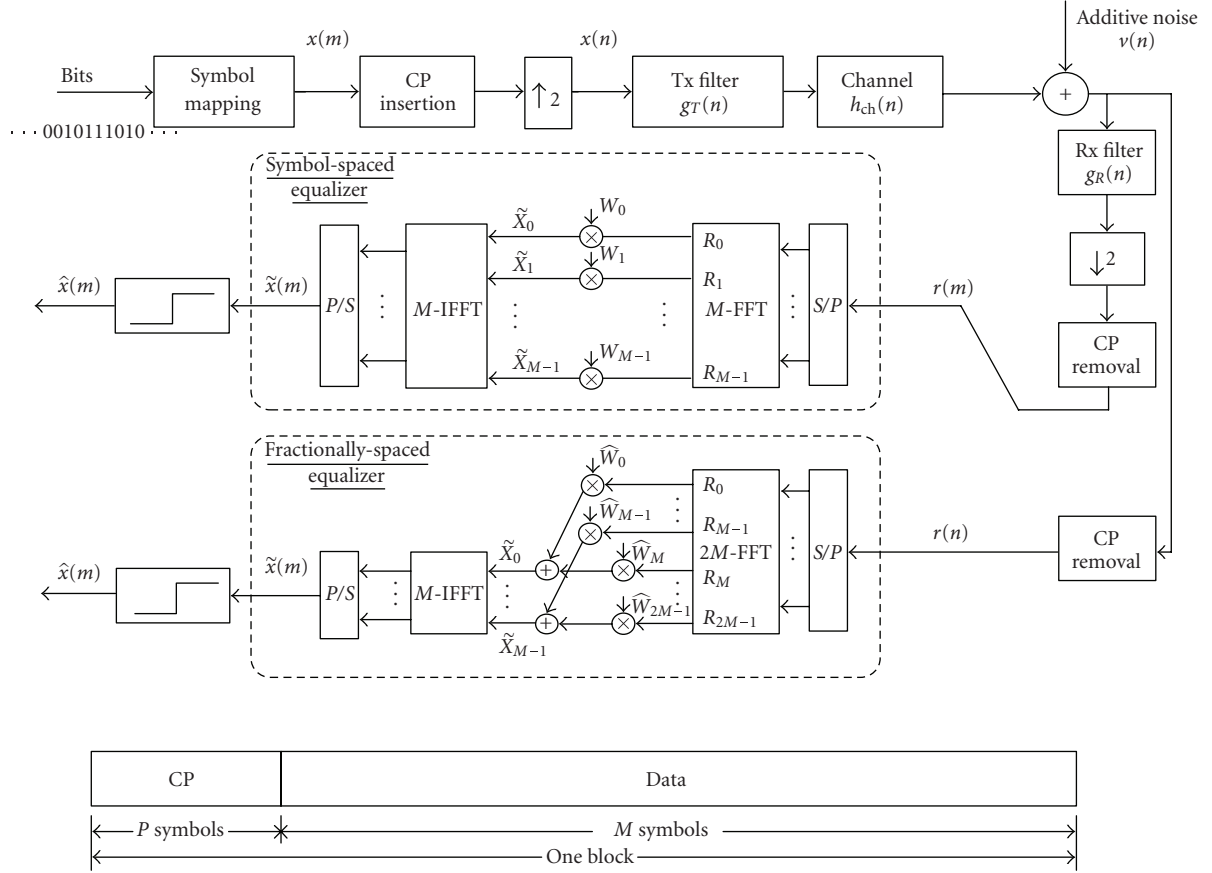 Additive noise
v(n)
x(m)
x(n)
Bits
Symbol
mapping
CP
insertion
↑2
Tx filter
g_T(n)
Channel
h_ch(n)
+
· · · 0010111010 · · ·
Rx filter
g_R(n)
↓2
CP
removal
Symbol-spaced
equalizer
x̂(m)
x̃(m)
P/S
⋮
M-IFFT
X̃_0
W_0
×
X̃_1
W_1
×
⋮
X̃_{M−1}
W_{M−1}
×
R_0
R_1
⋮
M-FFT
R_{M−1}
⋮
S/P
r(m)
Fractionally-spaced
equalizer
x̂(m)
x̃(m)
P/S
⋮
M-IFFT
X̃_0
⋮
X̃_{M−1}
+
+
Ŵ_0
×
Ŵ_{M−1}
×
Ŵ_M
×
Ŵ_{2M−1}
×
R_0
⋮
R_{M−1}
2M-FFT
R_M
⋮
R_{2M−1}
⋮
S/P
r(n)
CP
removal
CP
Data
P symbols
M symbols
One block